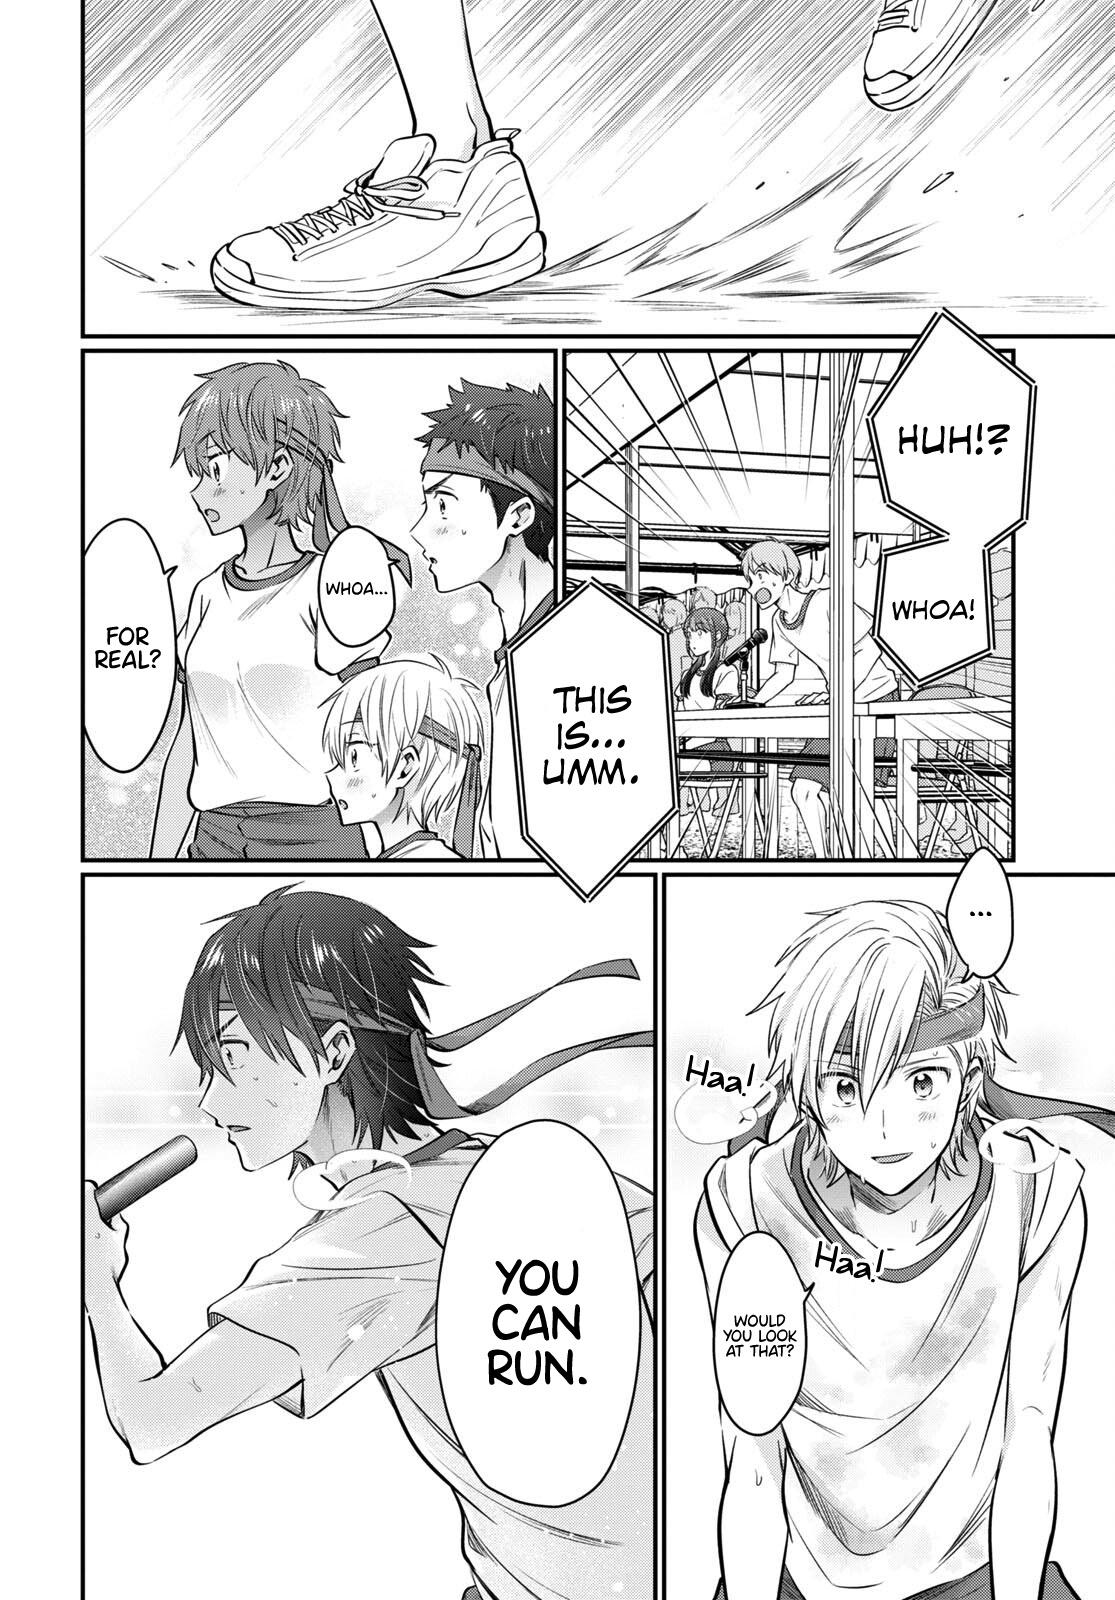 HUH!?
WHOA!
THIS
IS...
UMM.
WHOA...
FOR
REAL?
...
Haa!
Haa!
WOULD
YOU LOOK
AT THAT?
YOU
CAN
RUN.